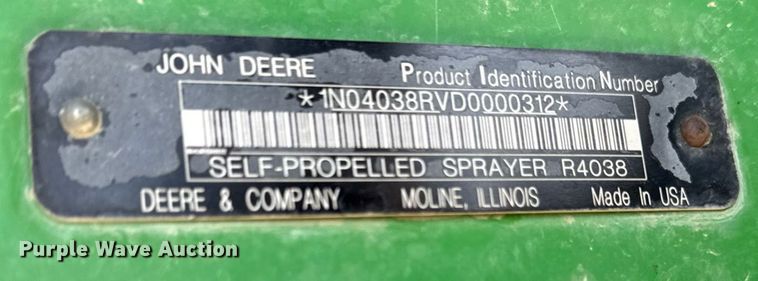 JOHN DEERE Product Identification Number
*1N04038RVD0000312*
SELF-PROPELLED SPRAYER R4038
DEERE & COMPANY MOLINE, ILLINOIS Made In USA
Purple Wave Auction